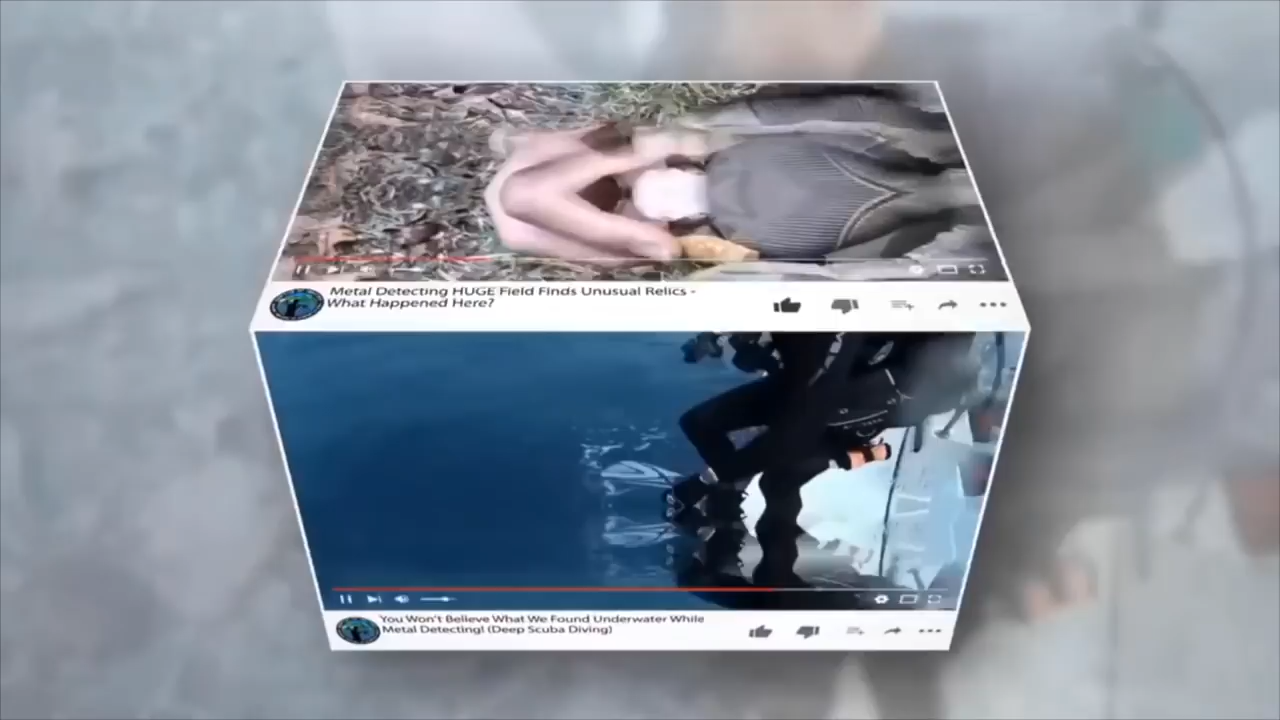 Metal Detecting HUGE Field Finds Unusual Relics -
What Happened Here?
You Won't Believe What We Found Underwater While
Metal Detecting! (Deep Scuba Diving)